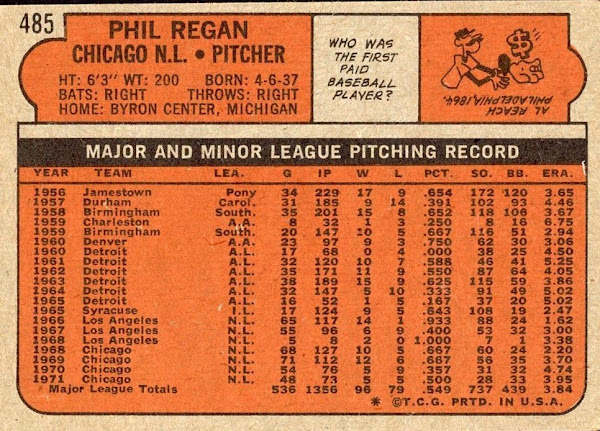 485
PHIL REGAN
CHICAGO N.L. • PITCHER
HT: 6'3" WT: 200 BORN: 4-6-37
BATS: RIGHT THROWS: RIGHT
HOME: BYRON CENTER, MICHIGAN
WHO WAS
THE FIRST
PAID
BASEBALL
PLAYER?
$
AL REACH
PHILADELPHIA, 1864.
MAJOR AND MINOR LEAGUE PITCHING RECORD
YEAR TEAM LEA. G IP W L PCT. SO. BB. ERA.
1956 Jamestown Pony 34 229 17 9 .654 172 120 3.65
1957 Durham Carol. 31 185 9 14 .391 102 93 4.46
1958 Birmingham South. 35 201 15 8 .652 118 106 3.67
1959 Charleston A.A. 8 32 1 3 .250 8 16 6.75
1959 Birmingham South. 20 147 10 5 .667 116 51 2.94
1960 Denver A.A. 23 97 9 3 .750 62 30 3.06
1960 Detroit A.L. 17 68 0 4 .000 38 25 4.50
1961 Detroit A.L. 32 120 10 7 .588 46 41 5.25
1962 Detroit A.L. 35 171 11 9 .550 87 64 4.05
1963 Detroit A.L. 38 189 15 9 .625 115 59 3.86
1964 Detroit A.L. 32 147 5 10 .333 91 49 5.02
1965 Detroit A.L. 16 52 1 5 .167 37 20 5.02
1965 Syracuse I.L. 17 124 9 5 .643 108 19 2.47
1966 Los Angeles N.L. 65 117 14 1 .933 88 24 1.62
1967 Los Angeles N.L. 55 96 6 9 .400 53 32 3.00
1968 Los Angeles N.L. 5 8 2 0 1.000 7 1 3.38
1968 Chicago N.L. 68 127 10 5 .667 60 24 2.20
1969 Chicago N.L. 71 112 12 6 .667 56 35 3.70
1970 Chicago N.L. 54 76 5 9 .357 31 32 4.74
1971 Chicago N.L. 48 73 5 5 .500 28 33 3.95
Major League Totals 536 1356 96 79 .549 737 439 3.84
* ©T.C.G. PRTD. IN U.S.A.